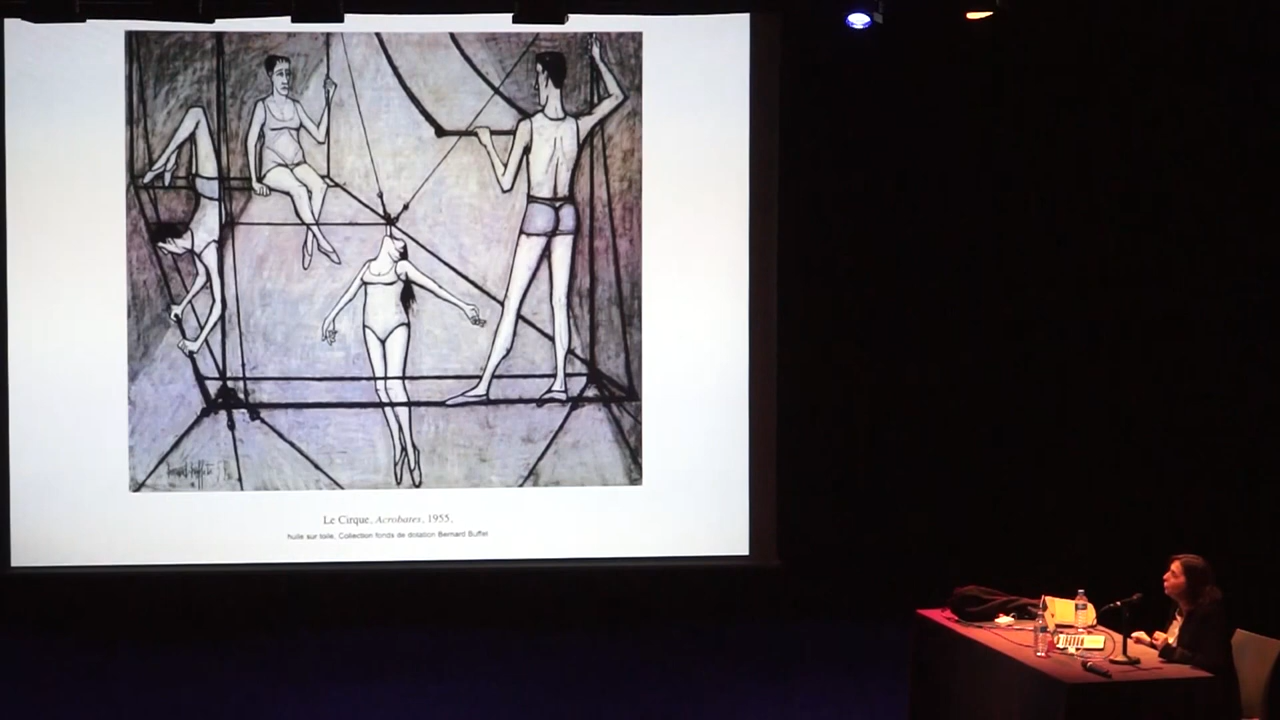 Le Cirque, Acrobates, 1955,
huile sur toile, Collection fonds de dotation Bernard Buffet